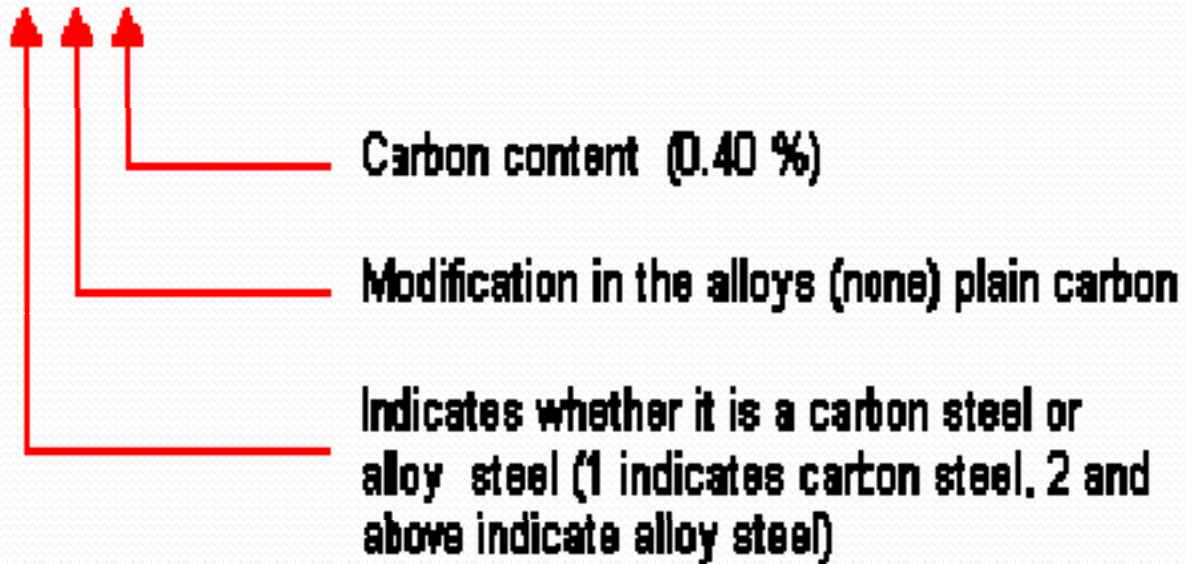 Carbon content (0.40 %)
Modification in the alloys (none) plain carbon
Indicates whether it is a carbon steel or
alloy steel (1 indicates carbon steel, 2 and
above indicate alloy steel)